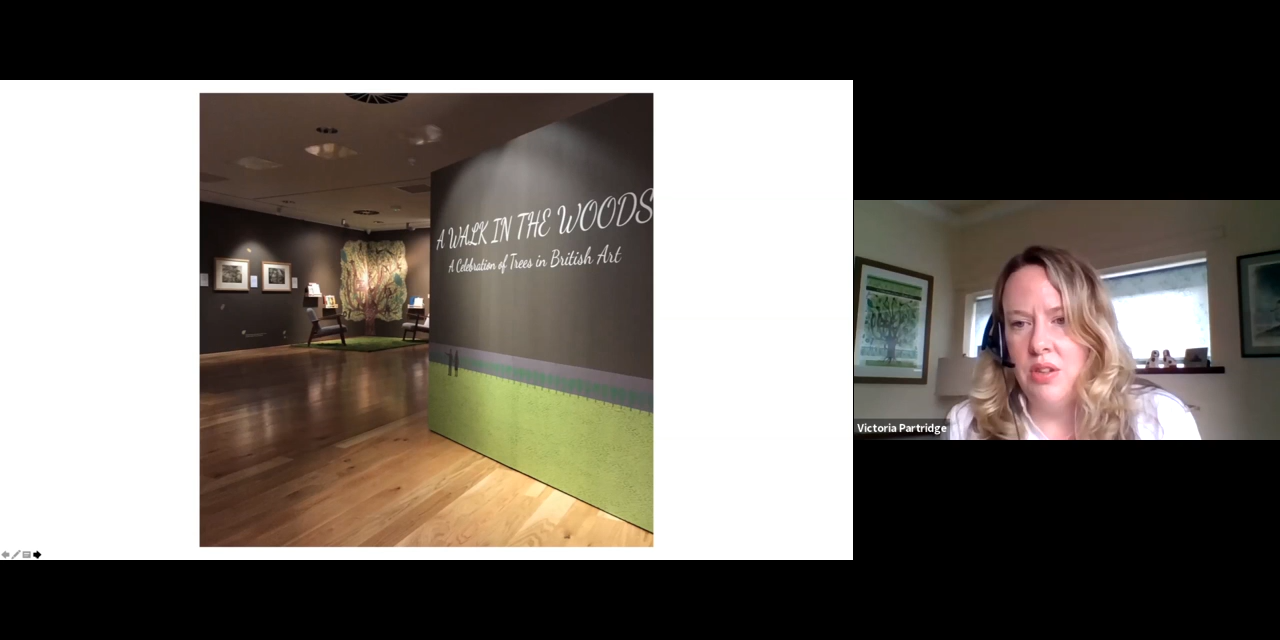 A WALK IN THE WOODS
A Celebration of Trees in British Art
Victoria Partridge